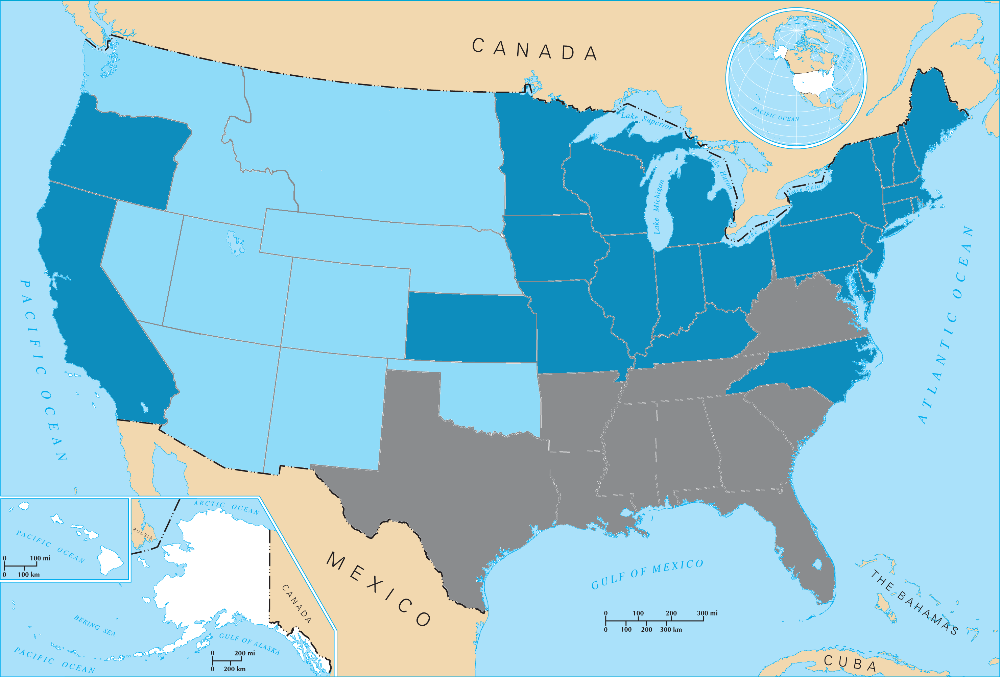 CANADA
ATLANTIC
OCEAN
PACIFIC OCEAN
Lake Superior
Lake Huron
Lake Michigan
Lake Ontario
Lake Erie
PACIFIC OCEAN
ATLANTIC OCEAN
ARCTIC OCEAN
RUSSIA
PACIFIC OCEAN
0 100 mi
0 100 km
MEXICO
GULF OF MEXICO
THE BAHAMAS
CANADA
0 100 200 300 mi
0 100 200 300 km
BERING SEA
GULF OF ALASKA
PACIFIC OCEAN
0 200 mi
0 200 km
CUBA